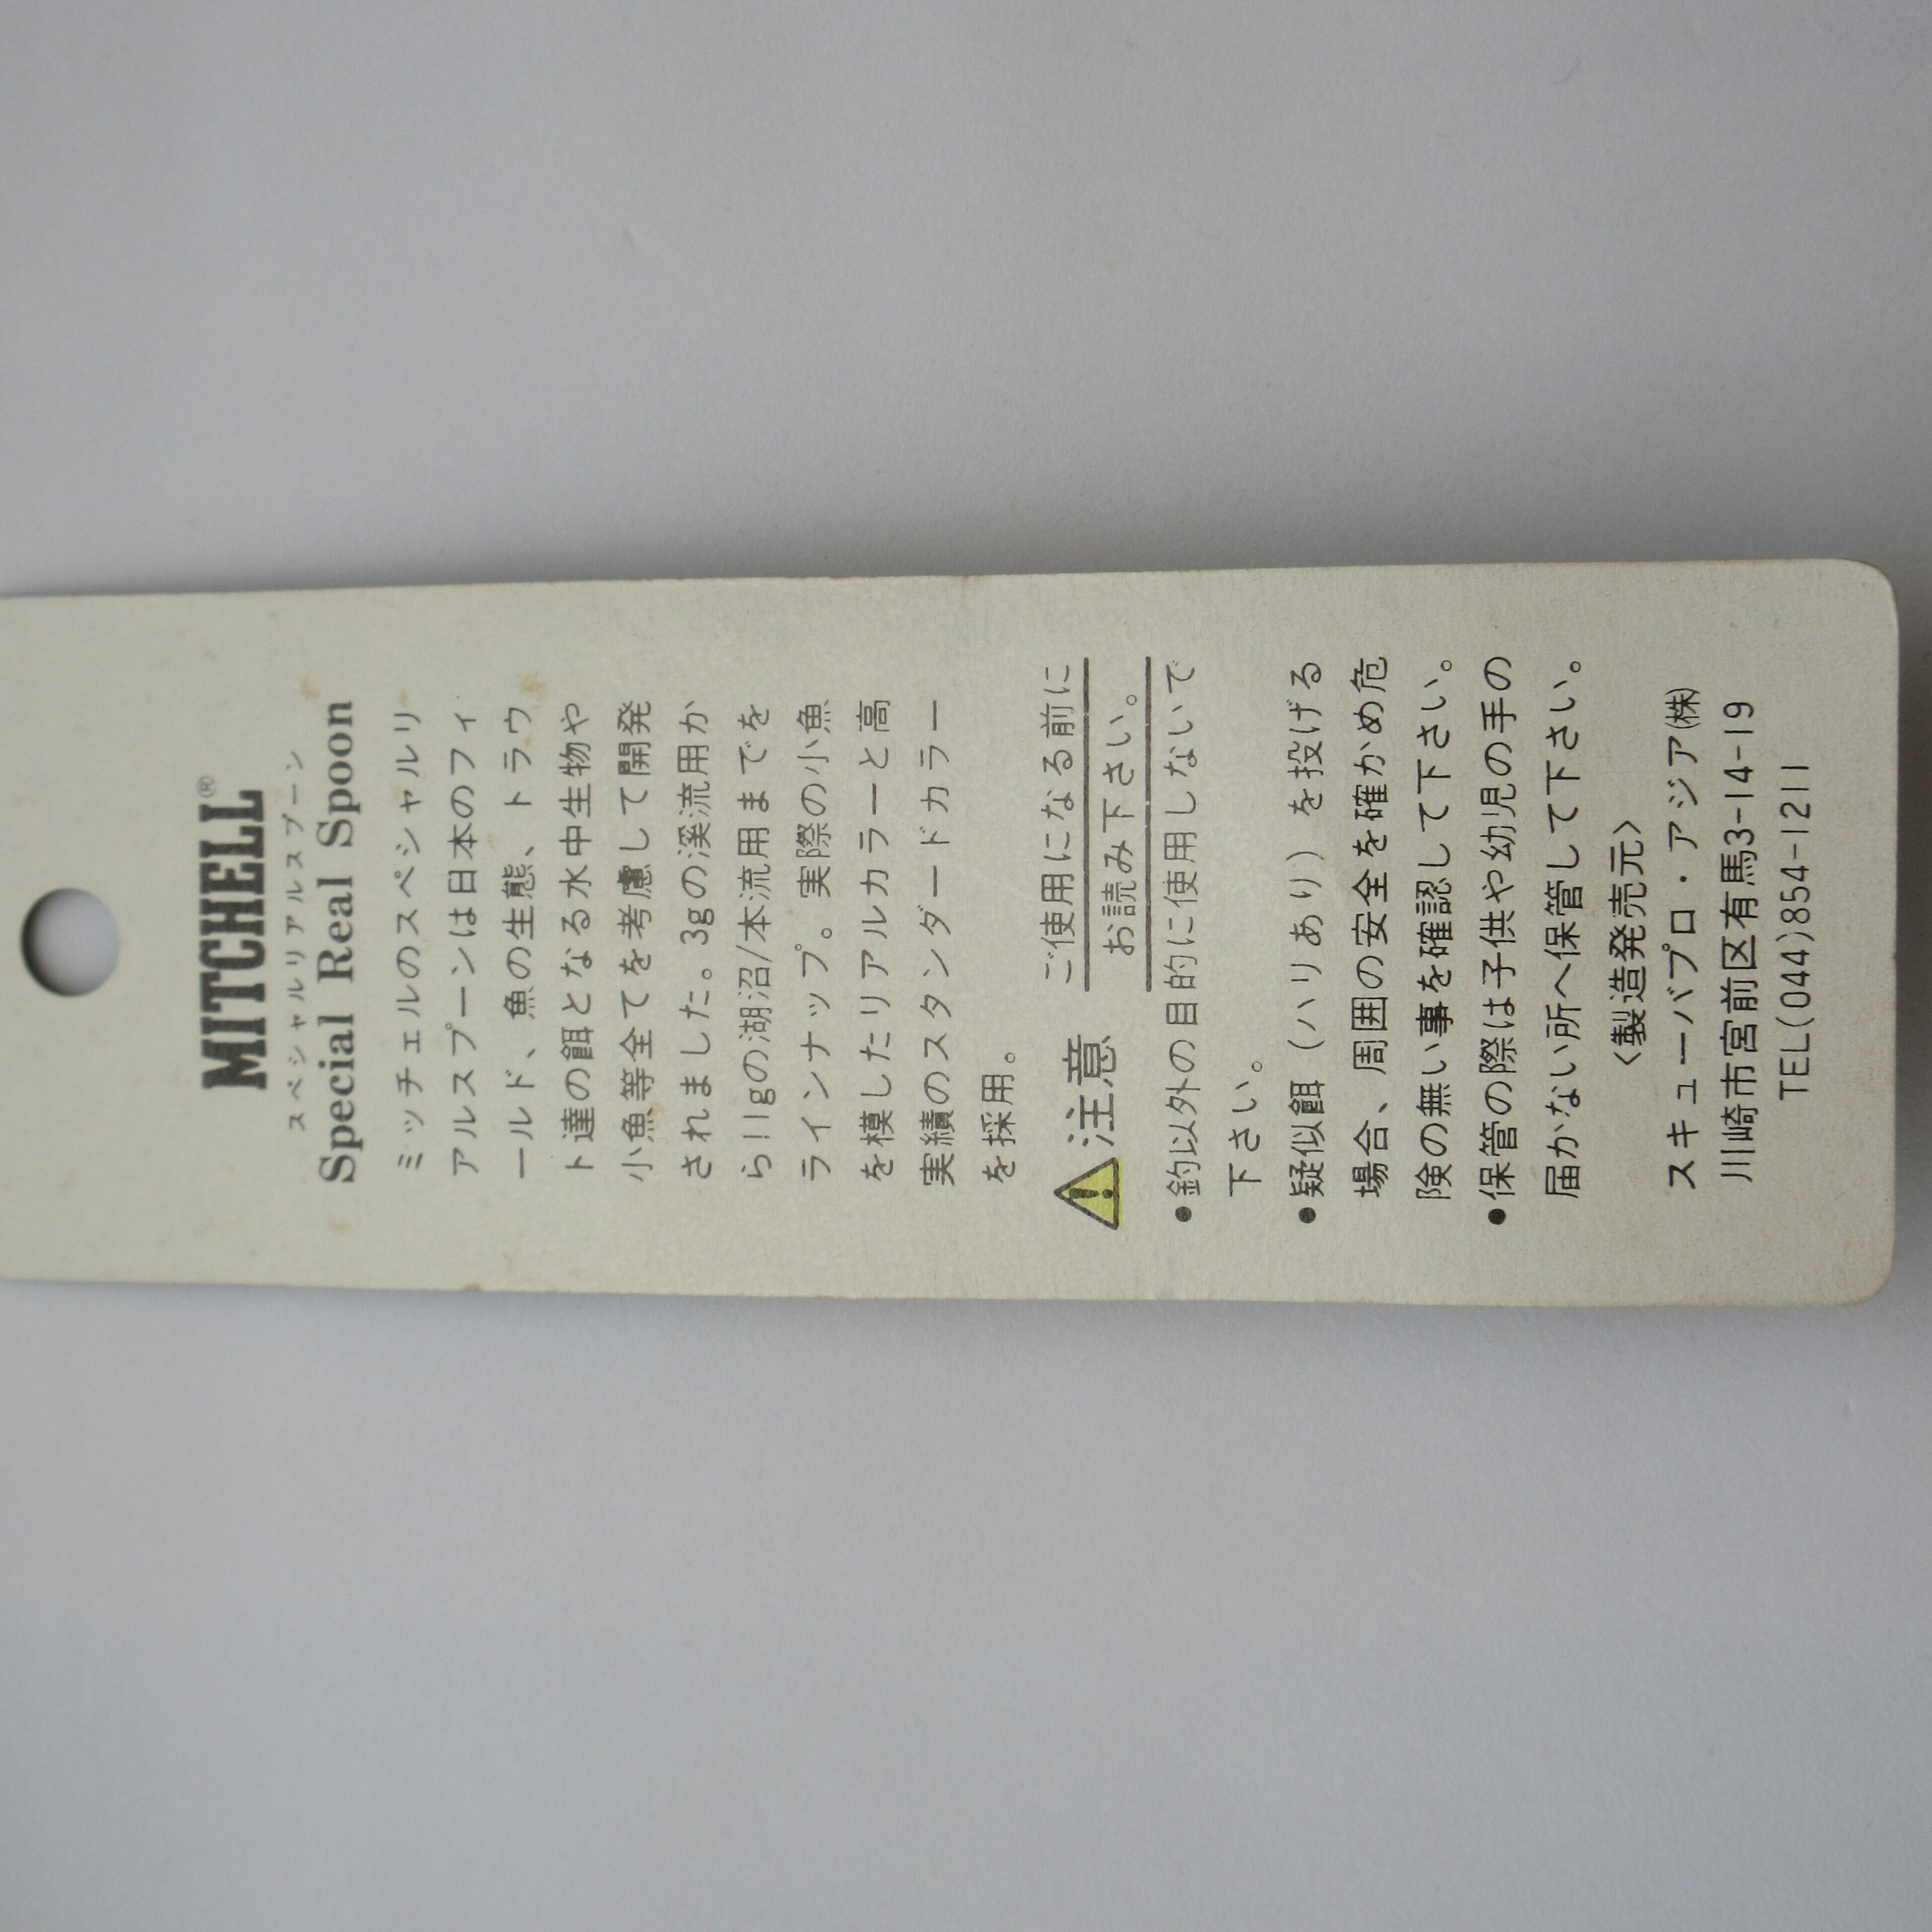 MITCHELL®
スペシャルリアルスプーン
Special Real Spoon
ミッチェルのスペシャルリ
アルスプーンは日本のフィ
ールド、魚の生態、トラウ
ト達の餌となる水中生物や
小魚等全てを考慮して開発
されました。3gの渓流用か
ら11gの湖沼/本流用までを
ラインナップ。実際の小魚
を模したリアルカラーと高
実績のスタンダードカラー
を採用。
注意
ご使用になる前に
お読み下さい。
●釣以外の目的に使用しないで
下さい。
●疑似餌（ハリあり）を投げる
場合、周囲の安全を確かめ危
険の無い事を確認して下さい。
●保管の際は子供や幼児の手の
届かない所へ保管して下さい。
〈製造発売元〉
スキューバプロ・アジア㈱
川崎市宮前区有馬3-14-19
TEL(044)854-1211